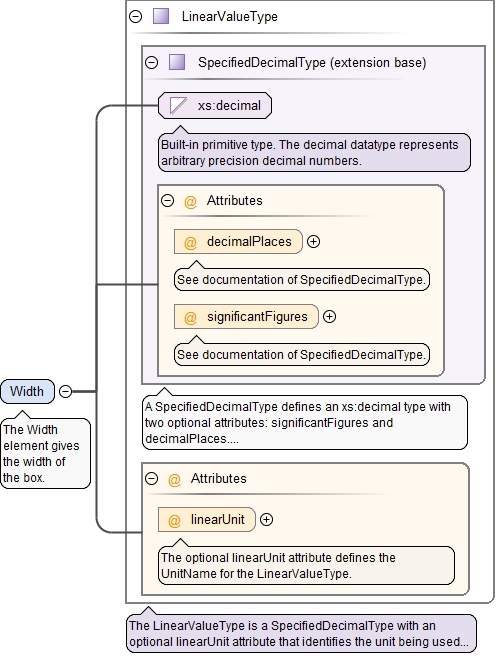 LinearValueType
SpecifiedDecimalType (extension base)
xs:decimal
Built-in primitive type. The decimal datatype represents
arbitrary precision decimal numbers.
@ Attributes
@ decimalPlaces
See documentation of SpecifiedDecimalType.
@ significantFigures
See documentation of SpecifiedDecimalType.
Width
The Width
element gives
the width of
the box.
A SpecifiedDecimalType defines an xs:decimal type with
two optional attributes: significantFigures and
decimalPlaces....
@ Attributes
@ linearUnit
The optional linearUnit attribute defines the
UnitName for the LinearValueType.
The LinearValueType is a SpecifiedDecimalType with an
optional linearUnit attribute that identifies the unit being used...